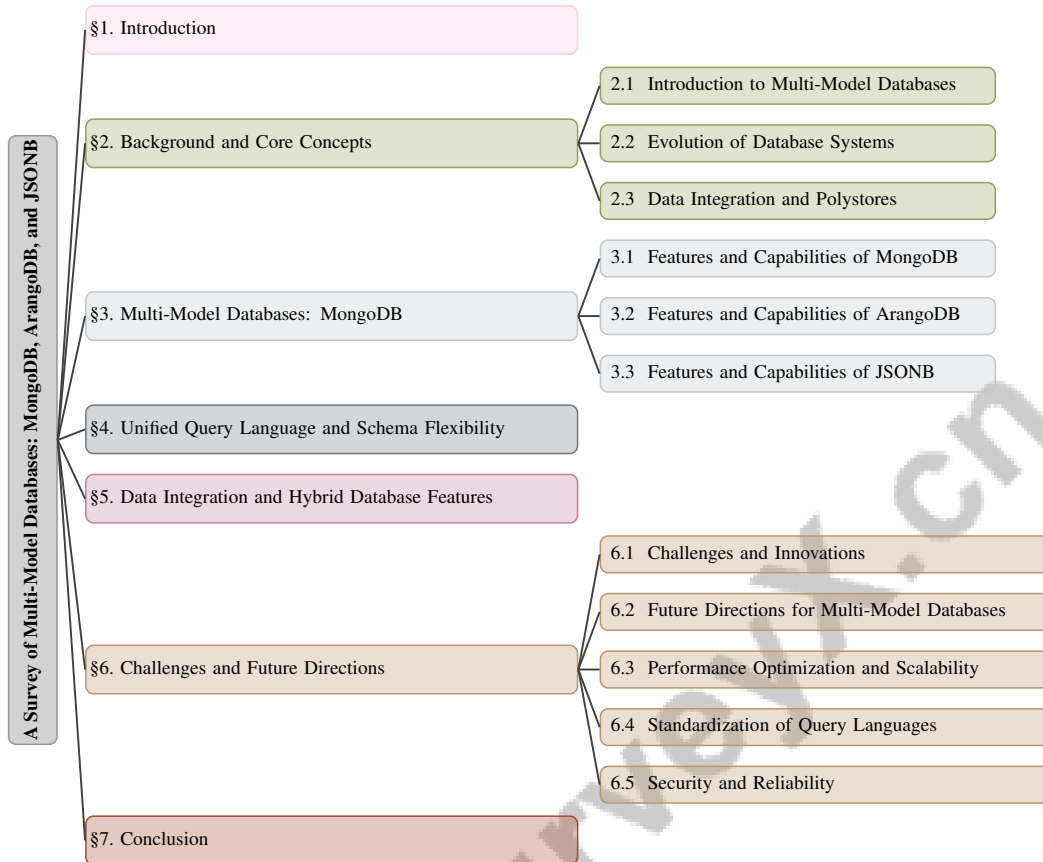 A Survey of Multi-Model Databases: MongoDB, ArangoDB, and JSONB
§1. Introduction
§2. Background and Core Concepts
2.1 Introduction to Multi-Model Databases
2.2 Evolution of Database Systems
2.3 Data Integration and Polystores
§3. Multi-Model Databases: MongoDB
3.1 Features and Capabilities of MongoDB
3.2 Features and Capabilities of ArangoDB
3.3 Features and Capabilities of JSONB
§4. Unified Query Language and Schema Flexibility
§5. Data Integration and Hybrid Database Features
§6. Challenges and Future Directions
6.1 Challenges and Innovations
6.2 Future Directions for Multi-Model Databases
6.3 Performance Optimization and Scalability
6.4 Standardization of Query Languages
6.5 Security and Reliability
§7. Conclusion
rveyx.cn